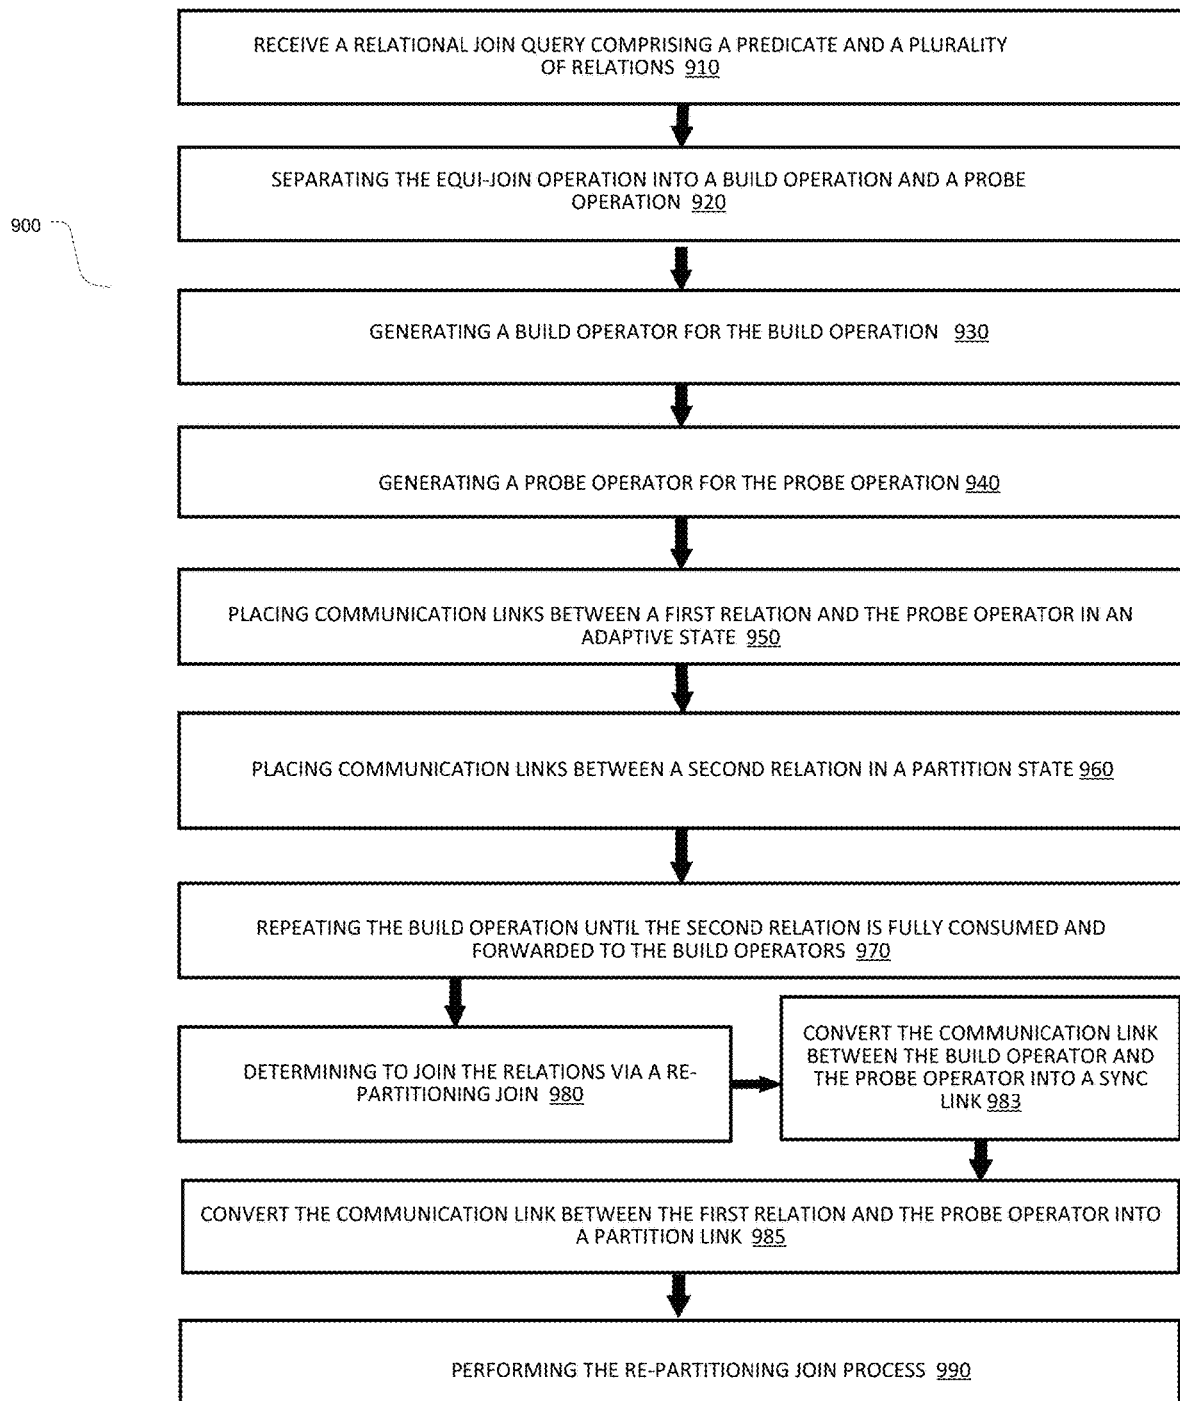 RECEIVE A RELATIONAL JOIN QUERY COMPRISING A PREDICATE AND A PLURALITY
OF RELATIONS 910
SEPARATING THE EQUI-JOIN OPERATION INTO A BUILD OPERATION AND A PROBE
OPERATION 920
900
GENERATING A BUILD OPERATOR FOR THE BUILD OPERATION 930
GENERATING A PROBE OPERATOR FOR THE PROBE OPERATION 940
PLACING COMMUNICATION LINKS BETWEEN A FIRST RELATION AND THE PROBE OPERATOR IN AN
ADAPTIVE STATE 950
PLACING COMMUNICATION LINKS BETWEEN A SECOND RELATION IN A PARTITION STATE 960
REPEATING THE BUILD OPERATION UNTIL THE SECOND RELATION IS FULLY CONSUMED AND
FORWARDED TO THE BUILD OPERATORS 970
DETERMINING TO JOIN THE RELATIONS VIA A RE-
PARTITIONING JOIN 980
CONVERT THE COMMUNICATION LINK
BETWEEN THE BUILD OPERATOR AND
THE PROBE OPERATOR INTO A SYNC
LINK 983
CONVERT THE COMMUNICATION LINK BETWEEN THE FIRST RELATION AND THE PROBE OPERATOR INTO
A PARTITION LINK 985
PERFORMING THE RE-PARTITIONING JOIN PROCESS 990